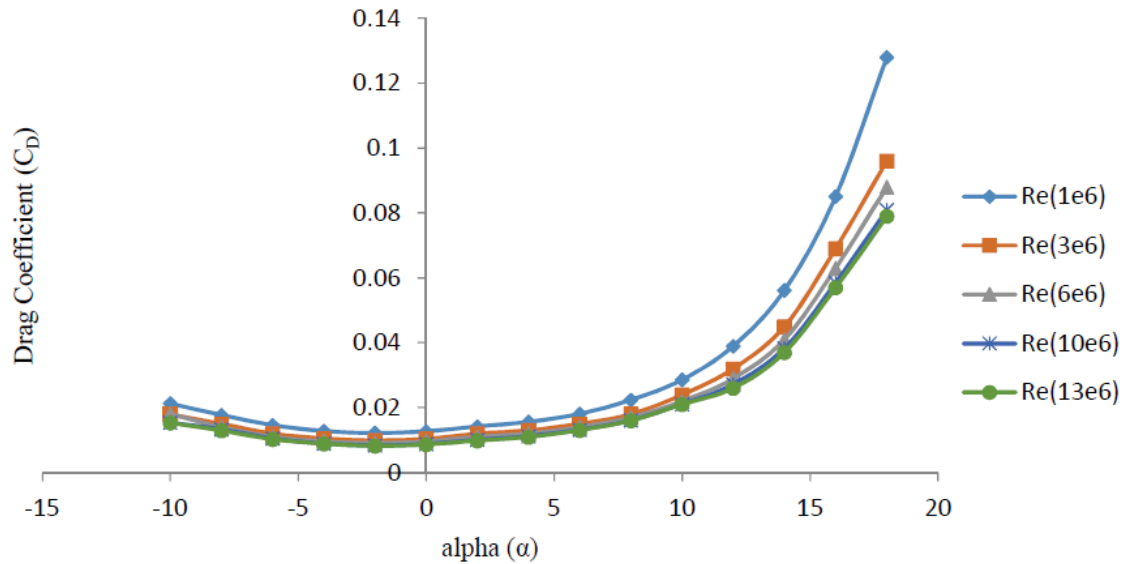 0.14
0.12
0.1
0.08
0.06
0.04
0.02
0
Drag Coefficient (C_D)
-15 -10 -5 0 5 10 15 20
alpha (α)
Re(1e6)
Re(3e6)
Re(6e6)
Re(10e6)
Re(13e6)